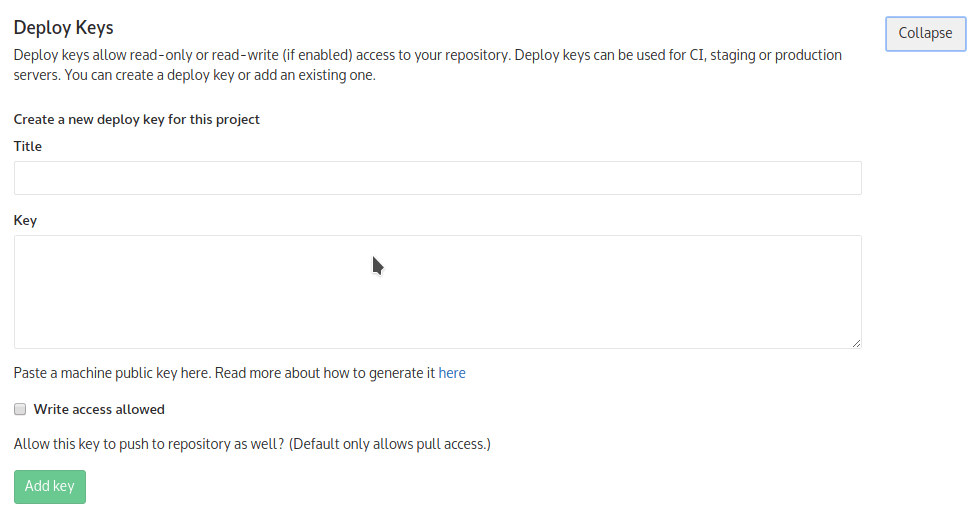 Deploy Keys
Collapse
Deploy keys allow read-only or read-write (if enabled) access to your repository. Deploy keys can be used for CI, staging or production
servers. You can create a deploy key or add an existing one.
Create a new deploy key for this project
Title
Key
Paste a machine public key here. Read more about how to generate it here
Write access allowed
Allow this key to push to repository as well? (Default only allows pull access.)
Add key